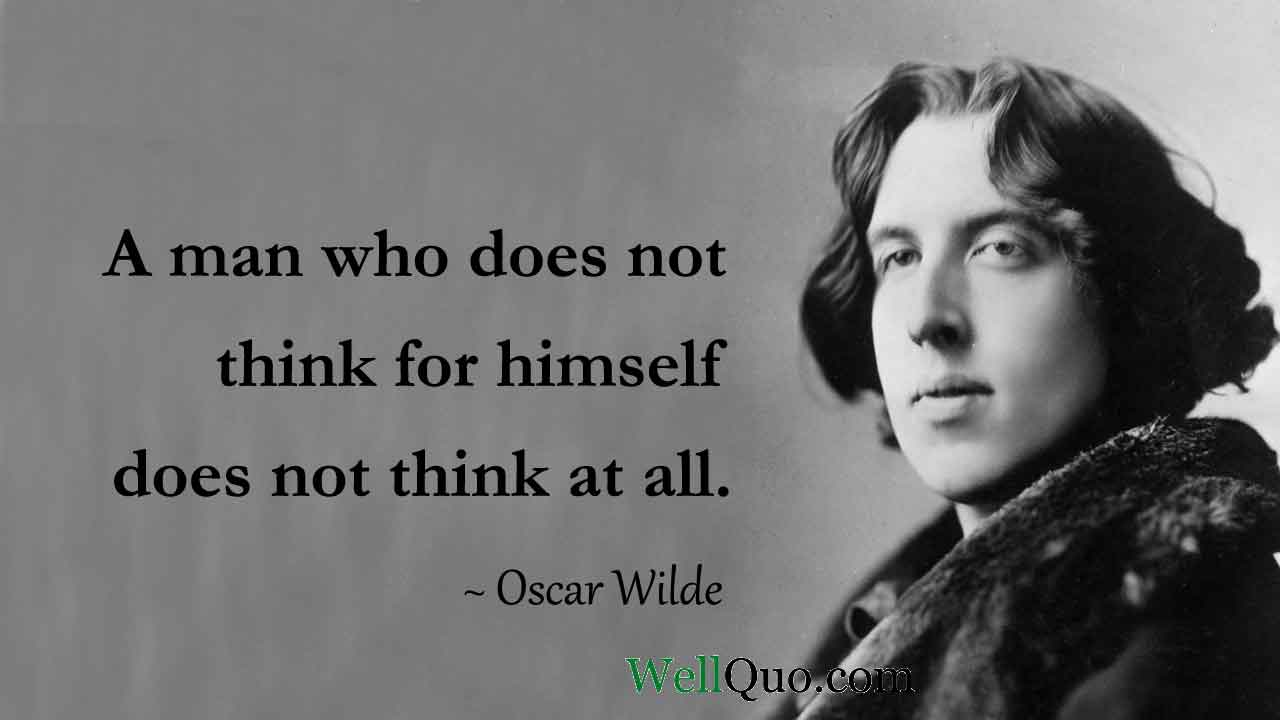 A man who does not
think for himself
does not think at all.
~ Oscar Wilde
WellQuo.com